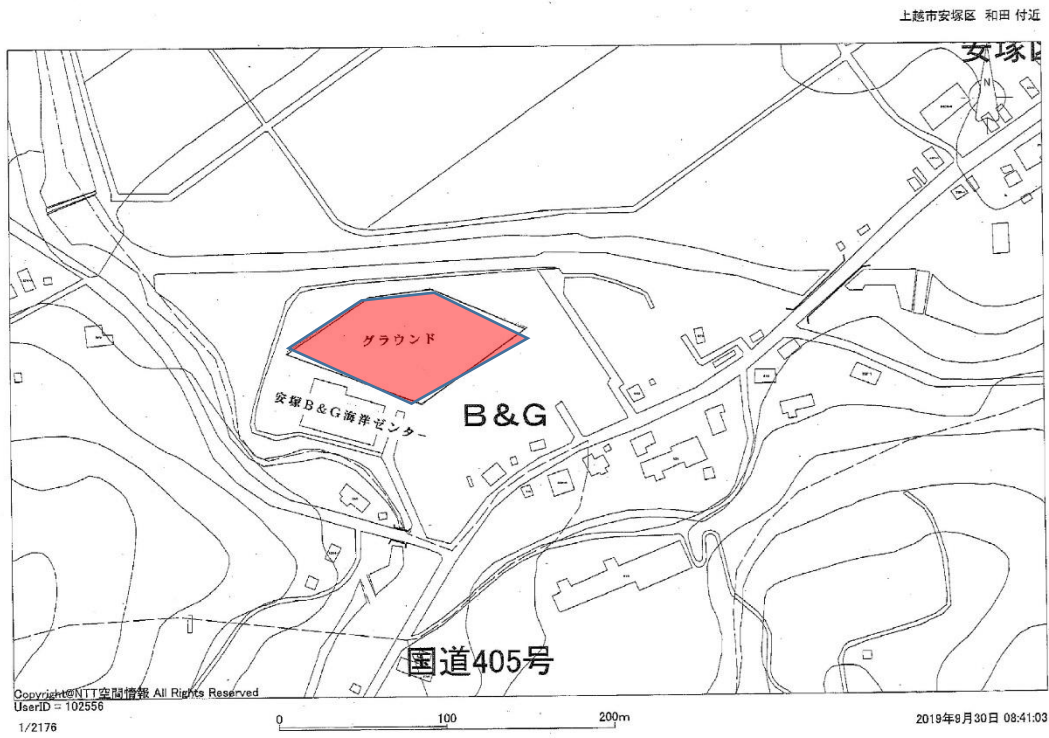 上越市安塚区 和田 付近
安塚区
N
グラウンド
安塚B&G海洋センター
B&G
国道405号
Copyright©NTT空間情報 All Rights Reserved
UserID = 102556
1/2176
0 100 200m
2019年9月30日 08:41:03